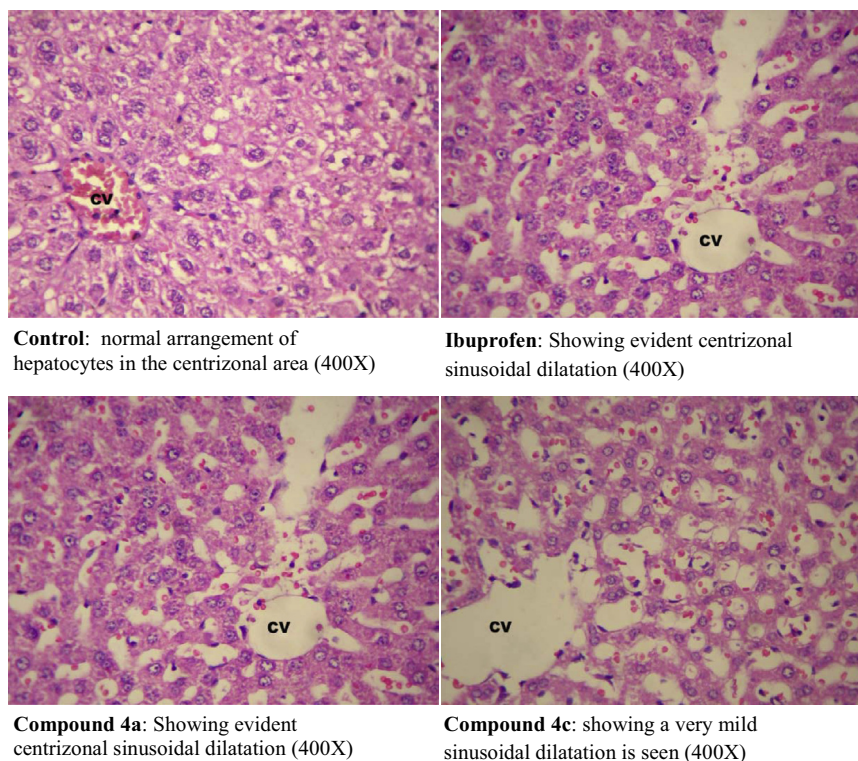 cv
cv
Control: normal arrangement of
hepatocytes in the centrizonal area (400X)
Ibuprofen: Showing evident centrizonal
sinusoidal dilatation (400X)
cv
cv
Compound 4a: Showing evident
centrizonal sinusoidal dilatation (400X)
Compound 4c: showing a very mild
sinusoidal dilatation is seen (400X)